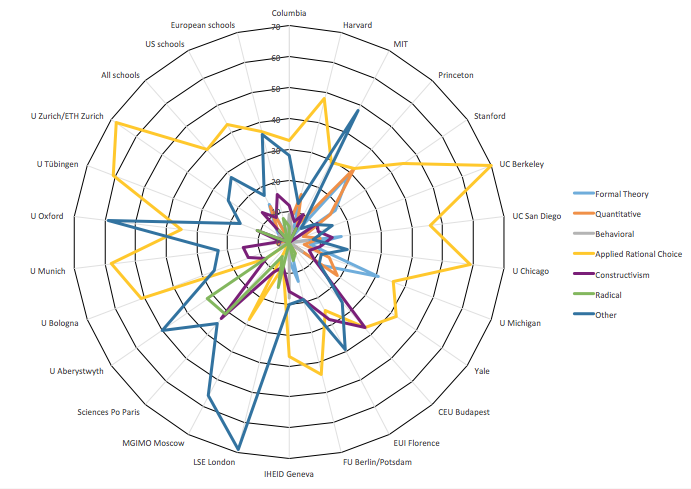 Columbia
European schools
Harvard
US schools
MIT
All schools
Princeton
U Zurich/ETH Zurich
Stanford
U Tübingen
UC Berkeley
U Oxford
UC San Diego
U Munich
U Chicago
U Bologna
U Michigan
U Aberystwyth
Yale
Sciences Po Paris
CEU Budapest
MGIMO Moscow
EUI Florence
LSE London
FU Berlin/Potsdam
IHEID Geneva
70
60
50
40
30
20
10
Formal Theory
Quantitative
Behavioral
Applied Rational Choice
Constructivism
Radical
Other